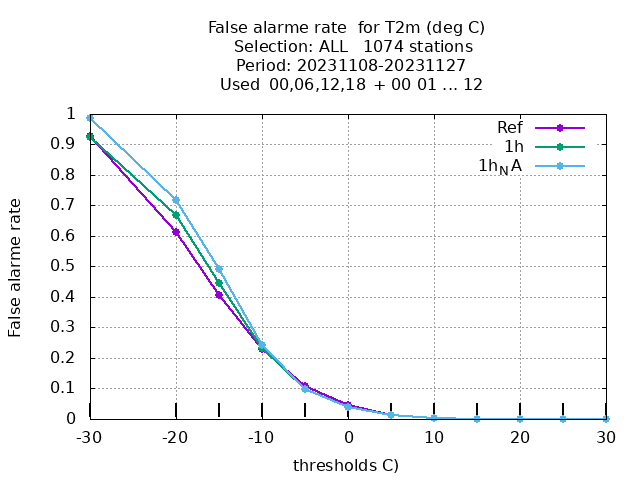 False alarme rate  for T2m (deg C)
Selection: ALL   1074 stations
Period: 20231108-20231127
Used  00,06,12,18  + 00 01 ... 12
Ref
1h
1hNA
1
0.9
0.8
0.7
0.6
0.5
0.4
0.3
0.2
0.1
0
False alarme rate
-30
-20
-10
0
10
20
30
thresholds C)